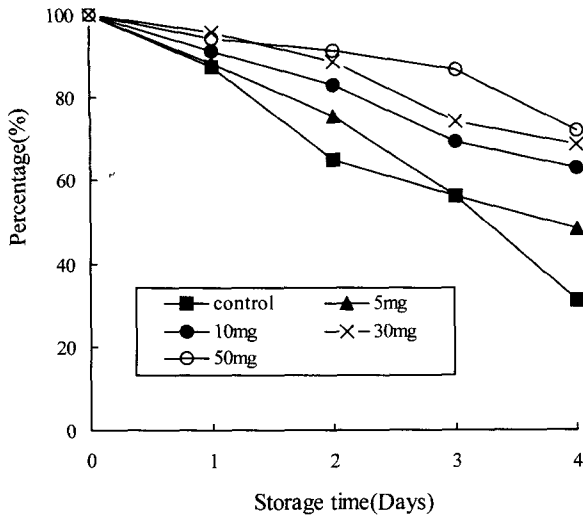 Percentage(%)
100
80
60
40
20
0
control
5mg
10mg
30mg
50mg
0 1 2 3 4
Storage time(Days)